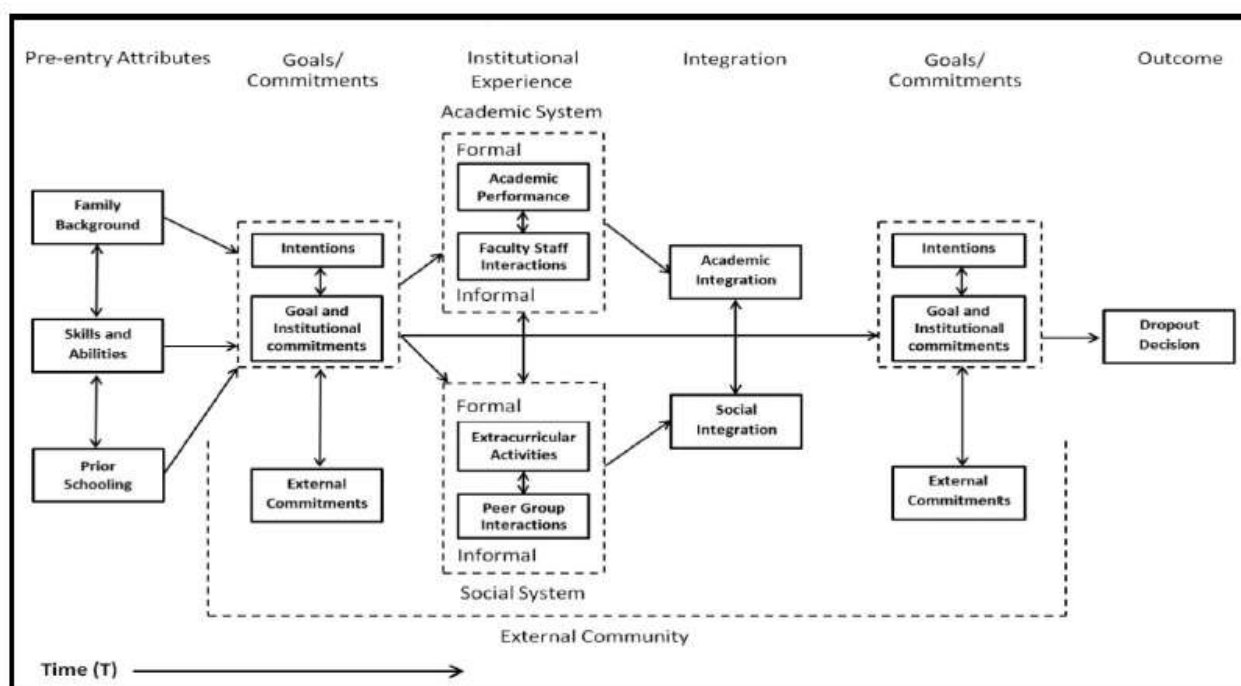 Pre-entry Attributes
Goals/
Commitments
Institutional
Experience
Integration
Goals/
Commitments
Outcome
Academic System
Formal
Academic
Performance
Faculty Staff
Interactions
Informal
Family
Background
Skills and
Abilities
Prior
Schooling
Intentions
Goal and
Institutional
commitments
External
Commitments
Formal
Extracurricular
Activities
Peer Group
Interactions
Informal
Social System
Academic
Integration
Social
Integration
Intentions
Goal and
Institutional
commitments
External
Commitments
Dropout
Decision
External Community
Time (T)